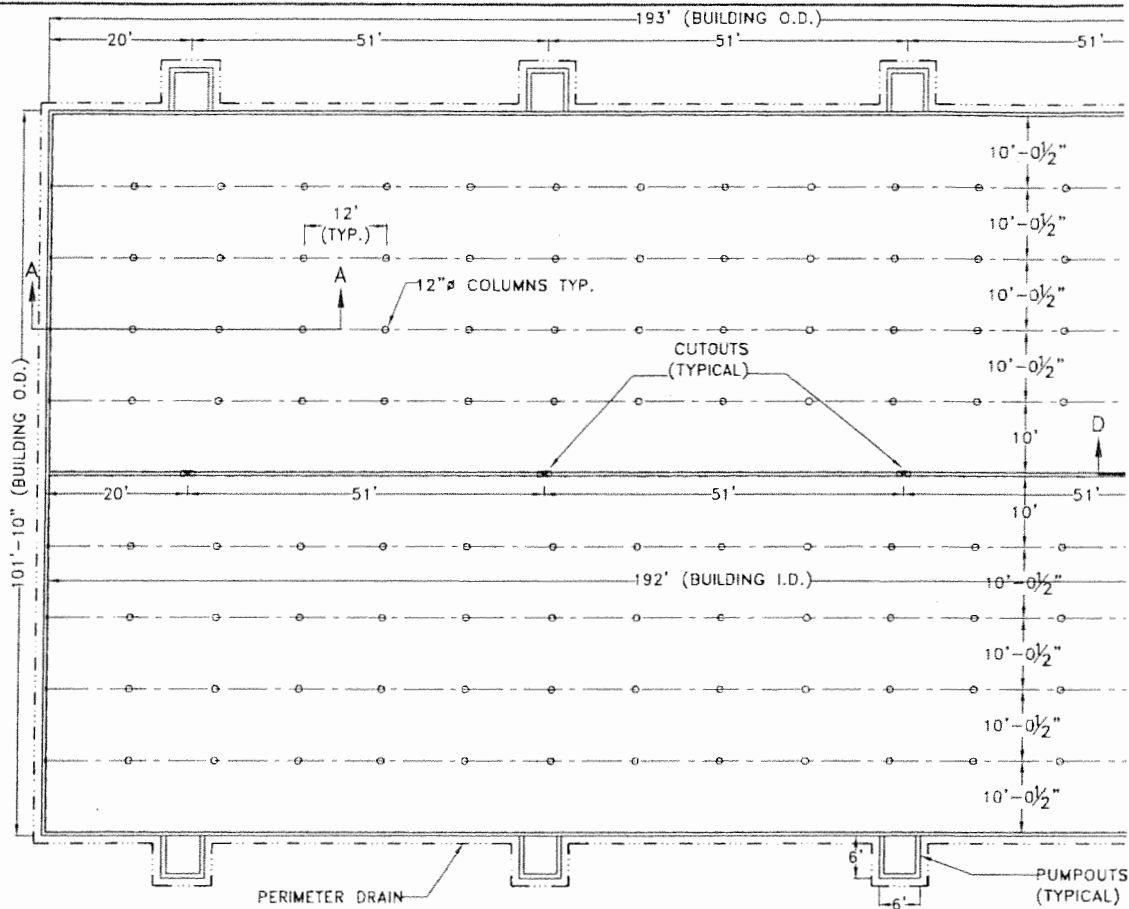 193' (BUILDING O.D.)
20'
51'
51'
51'
10'-0½"
10'-0½"
12'
(TYP.)
A
A
12"ø COLUMNS TYP.
10'-0½"
CUTOUTS
(TYPICAL)
10'-0½"
101'-10" (BUILDING O.D.)
10'
D
20'
51'
51'
51'
10'
192' (BUILDING I.D.)
10'-0½"
10'-0½"
10'-0½"
10'-0½"
6'
PERIMETER DRAIN
6'
PUMPOUTS
(TYPICAL)